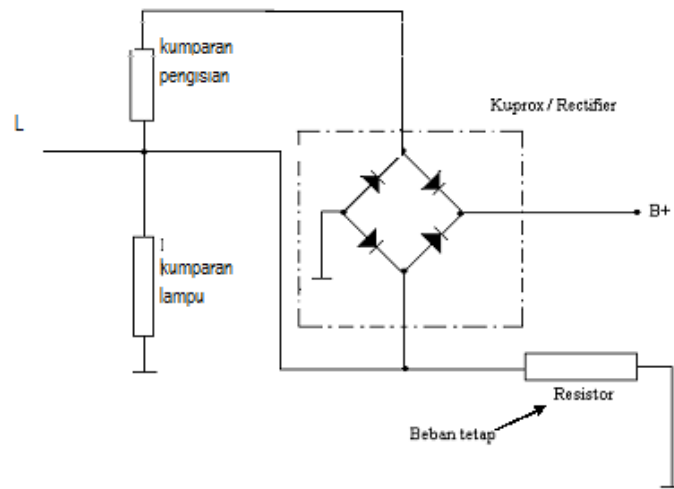 kumparan
pengisian
L
Kuprox / Rectifier
B+
kumparan
lampu
Resistor
Beban tetap